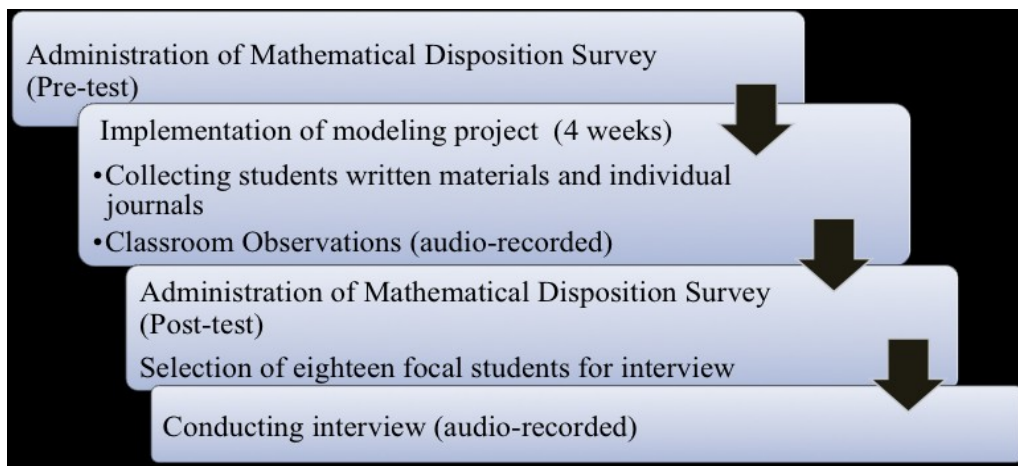 Administration of Mathematical Disposition Survey
(Pre-test)
Implementation of modeling project (4 weeks)
•Collecting students written materials and individual
journals
•Classroom Observations (audio-recorded)
Administration of Mathematical Disposition Survey
(Post-test)
Selection of eighteen focal students for interview
Conducting interview (audio-recorded)